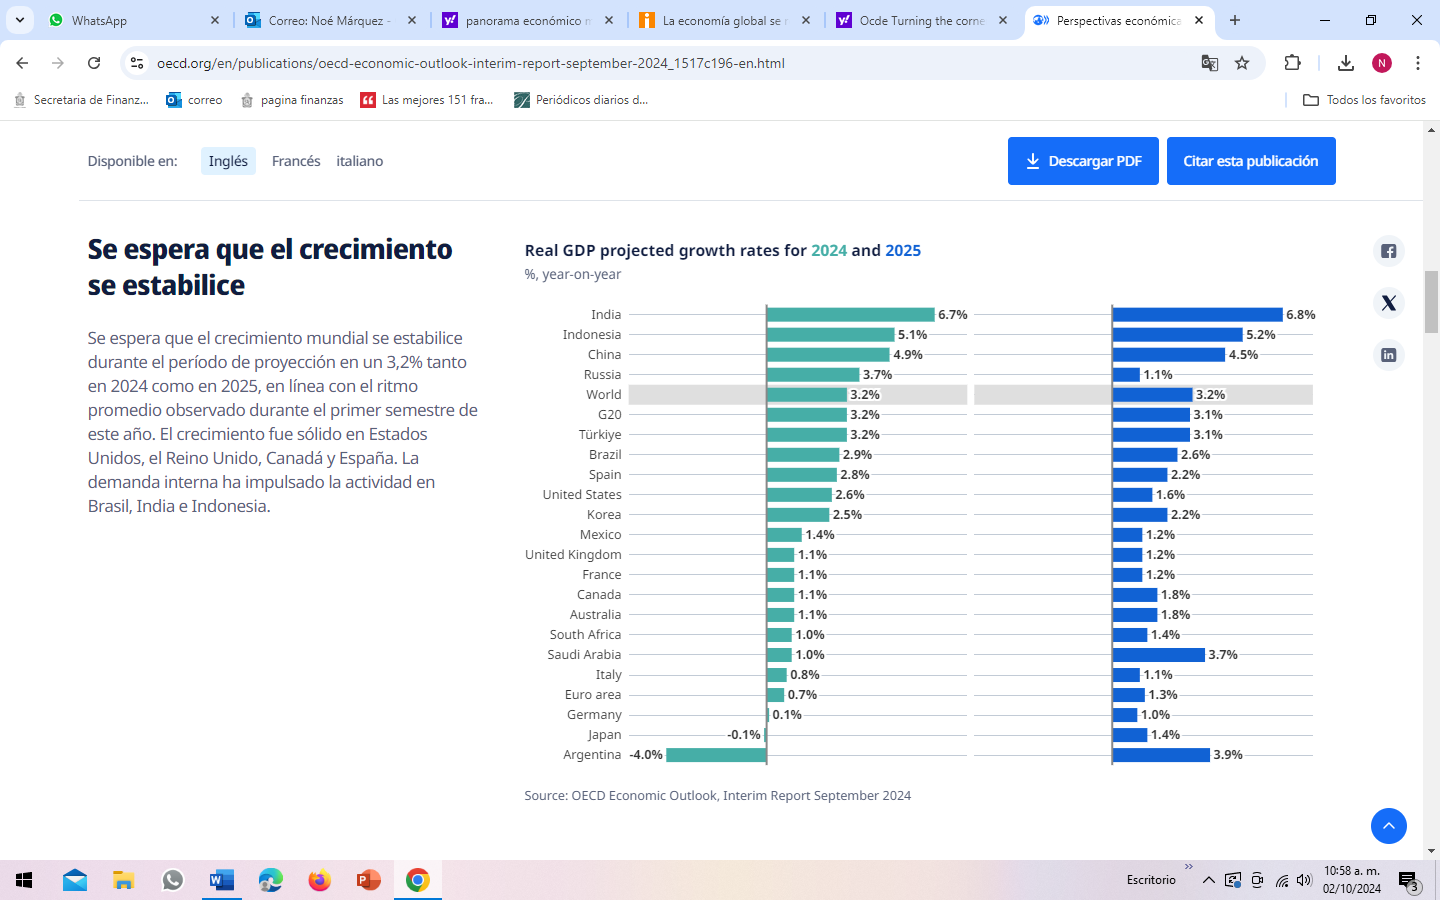 WhatsApp
Correo: Noé Márquez -
panorama económico m
La economía global se r
Ocde Turning the corne
Perspectivas económica
oecd.org/en/publications/oecd-economic-outlook-interim-report-september-2024_1517c196-en.html
N
Secretaria de Finanz...
correo
pagina finanzas
Las mejores 151 fra...
Periódicos diarios d...
Todos los favoritos
Disponible en:
Inglés
Francés
italiano
Descargar PDF
Citar esta publicación
Se espera que el crecimiento
se estabilice
Se espera que el crecimiento mundial se estabilice
durante el período de proyección en un 3,2% tanto
en 2024 como en 2025, en línea con el ritmo
promedio observado durante el primer semestre de
este año. El crecimiento fue sólido en Estados
Unidos, el Reino Unido, Canadá y España. La
demanda interna ha impulsado la actividad en
Brasil, India e Indonesia.
Real GDP projected growth rates for 2024 and 2025
%, year-on-year
India 6.7% 6.8%
Indonesia 5.1% 5.2%
China 4.9% 4.5%
Russia 3.7% 1.1%
World 3.2% 3.2%
G20 3.2% 3.1%
Türkiye 3.2% 3.1%
Brazil 2.9% 2.6%
Spain 2.8% 2.2%
United States 2.6% 1.6%
Korea 2.5% 2.2%
Mexico 1.4% 1.2%
United Kingdom 1.1% 1.2%
France 1.1% 1.2%
Canada 1.1% 1.8%
Australia 1.1% 1.8%
South Africa 1.0% 1.4%
Saudi Arabia 1.0% 3.7%
Italy 0.8% 1.1%
Euro area 0.7% 1.3%
Germany 0.1% 1.0%
Japan -0.1% 1.4%
Argentina -4.0% 3.9%
Source: OECD Economic Outlook, Interim Report September 2024
Escritorio
10:58 a. m.
02/10/2024
3